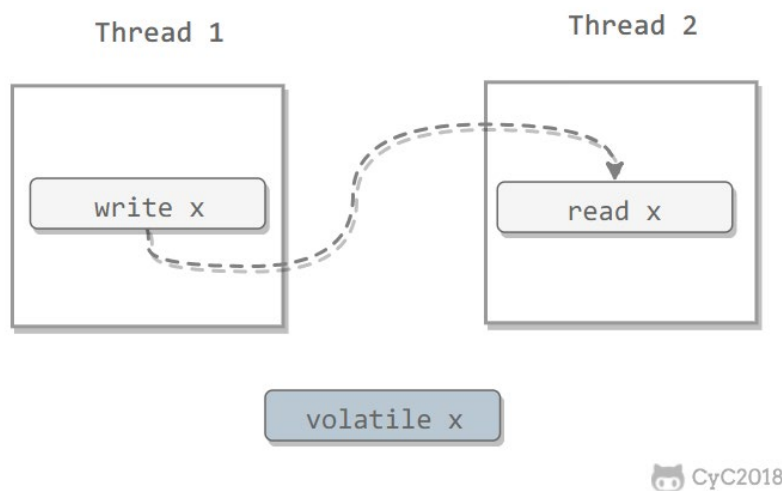 Thread 1
Thread 2
write x
read x
volatile x
CyC2018